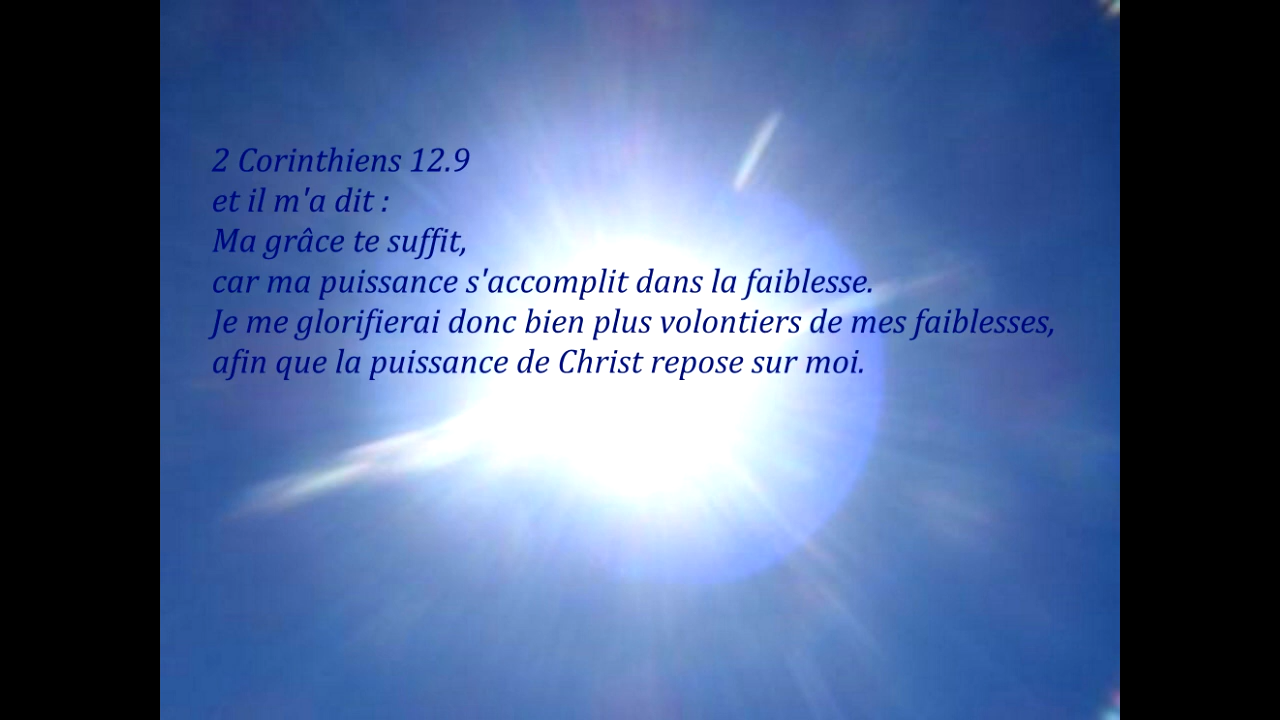 2 Corinthiens 12.9
et il m'a dit :
Ma grâce te suffit,
car ma puissance s'accomplit dans la faiblesse.
Je me glorifierai donc bien plus volontiers de mes faiblesses,
afin que la puissance de Christ repose sur moi.